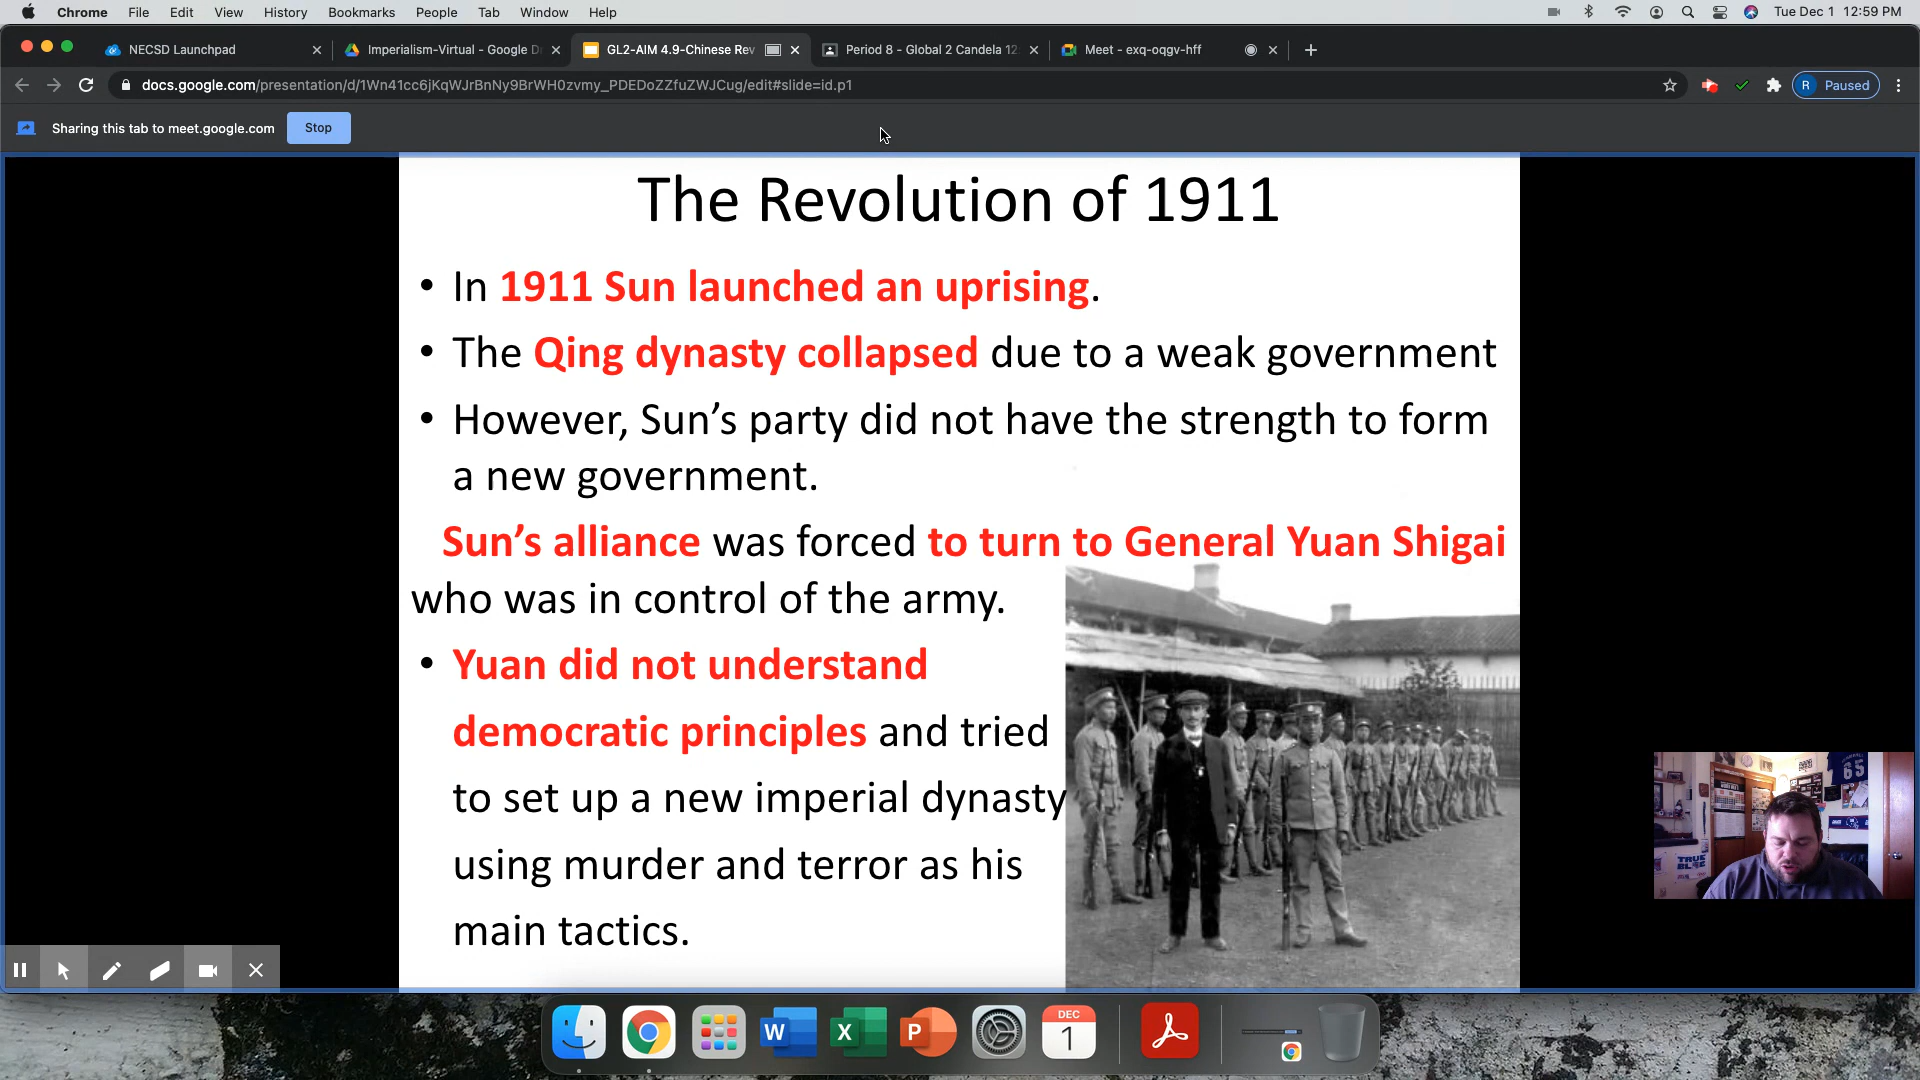 Chrome File Edit View History Bookmarks People Tab Window Help Tue Dec 1 12:59 PM
NECSD Launchpad Imperialism-Virtual - Google D GL2-AIM 4.9-Chinese Rev Period 8 - Global 2 Candela 12 Meet - exq-oqgv-hff
docs.google.com/presentation/d/1Wn41cc6jKqWJrBnNy9BrWH0zvmy_PDEDoZZfuZWJCug/edit#slide=id.p1 R Paused
Sharing this tab to meet.google.com Stop
The Revolution of 1911
• In 1911 Sun launched an uprising.
• The Qing dynasty collapsed due to a weak government
• However, Sun’s party did not have the strength to form
a new government.
Sun’s alliance was forced to turn to General Yuan Shigai
who was in control of the army.
• Yuan did not understand
democratic principles and tried
to set up a new imperial dynasty
using murder and terror as his
main tactics.
65
TRUE
BLUE
W X P DEC
1